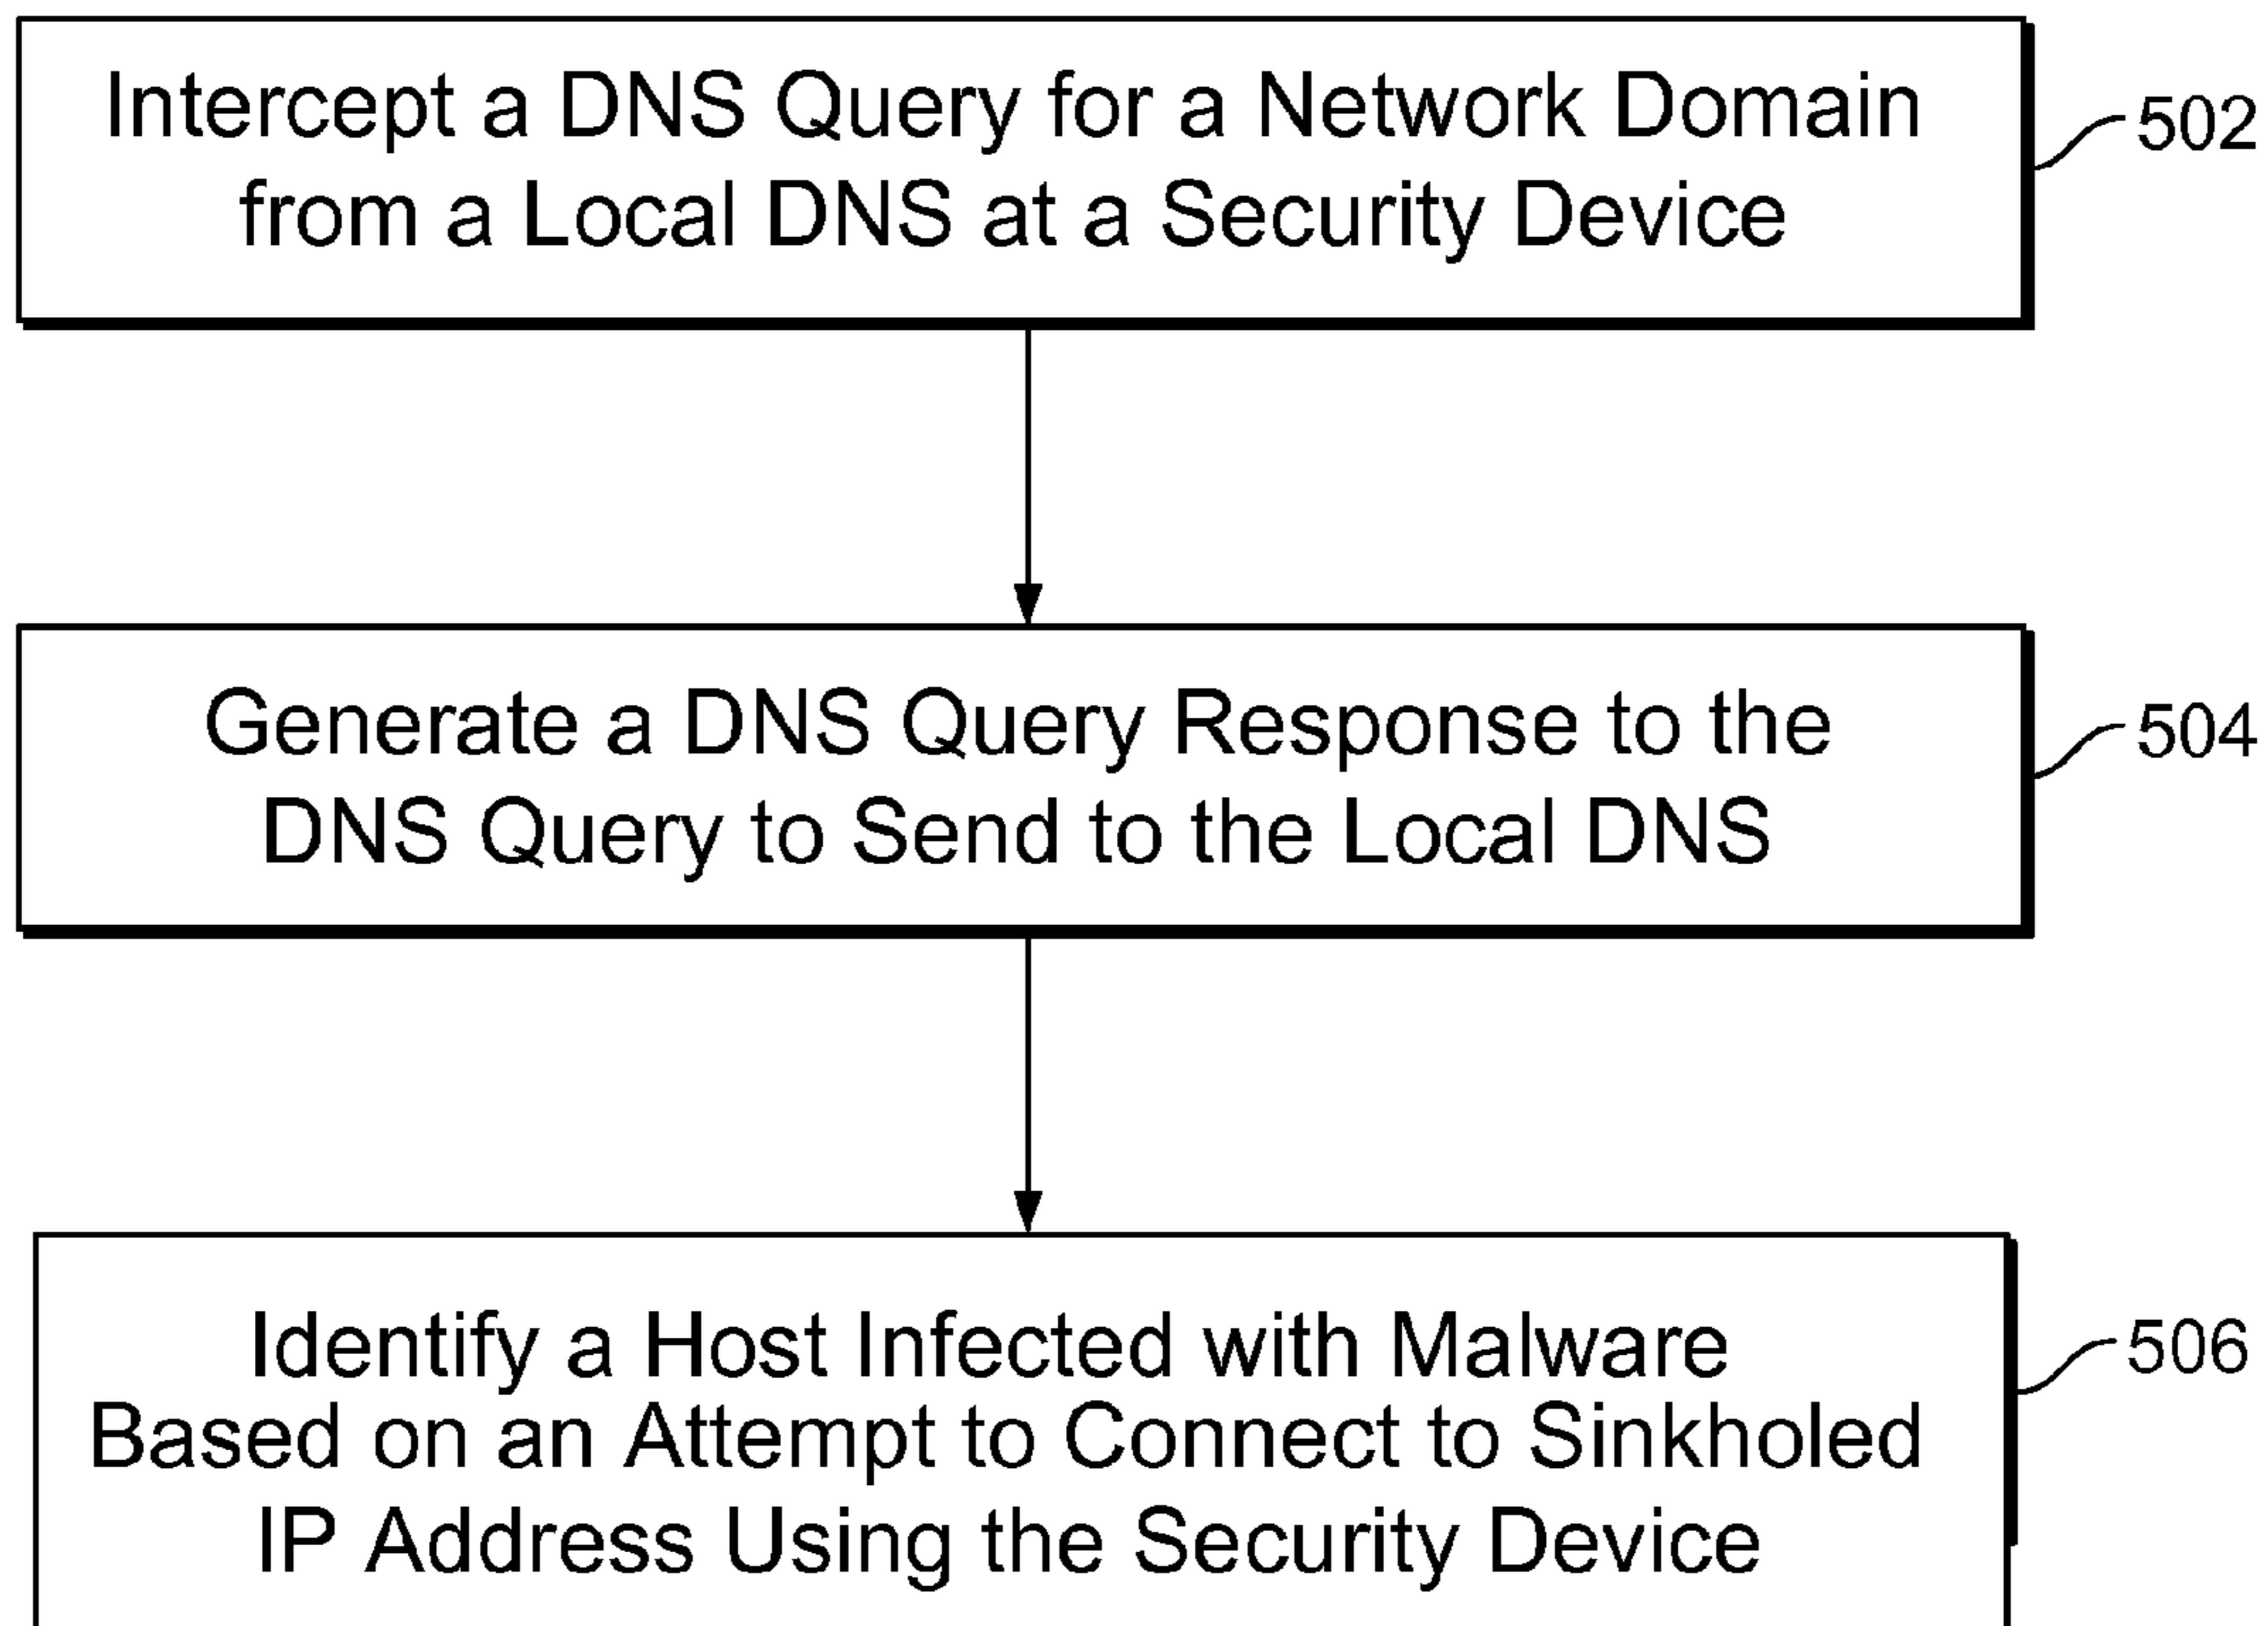 Intercept a DNS Query for a Network Domain
from a Local DNS at a Security Device
502
Generate a DNS Query Response to the
DNS Query to Send to the Local DNS
504
Identify a Host Infected with Malware
Based on an Attempt to Connect to Sinkholed
IP Address Using the Security Device
506